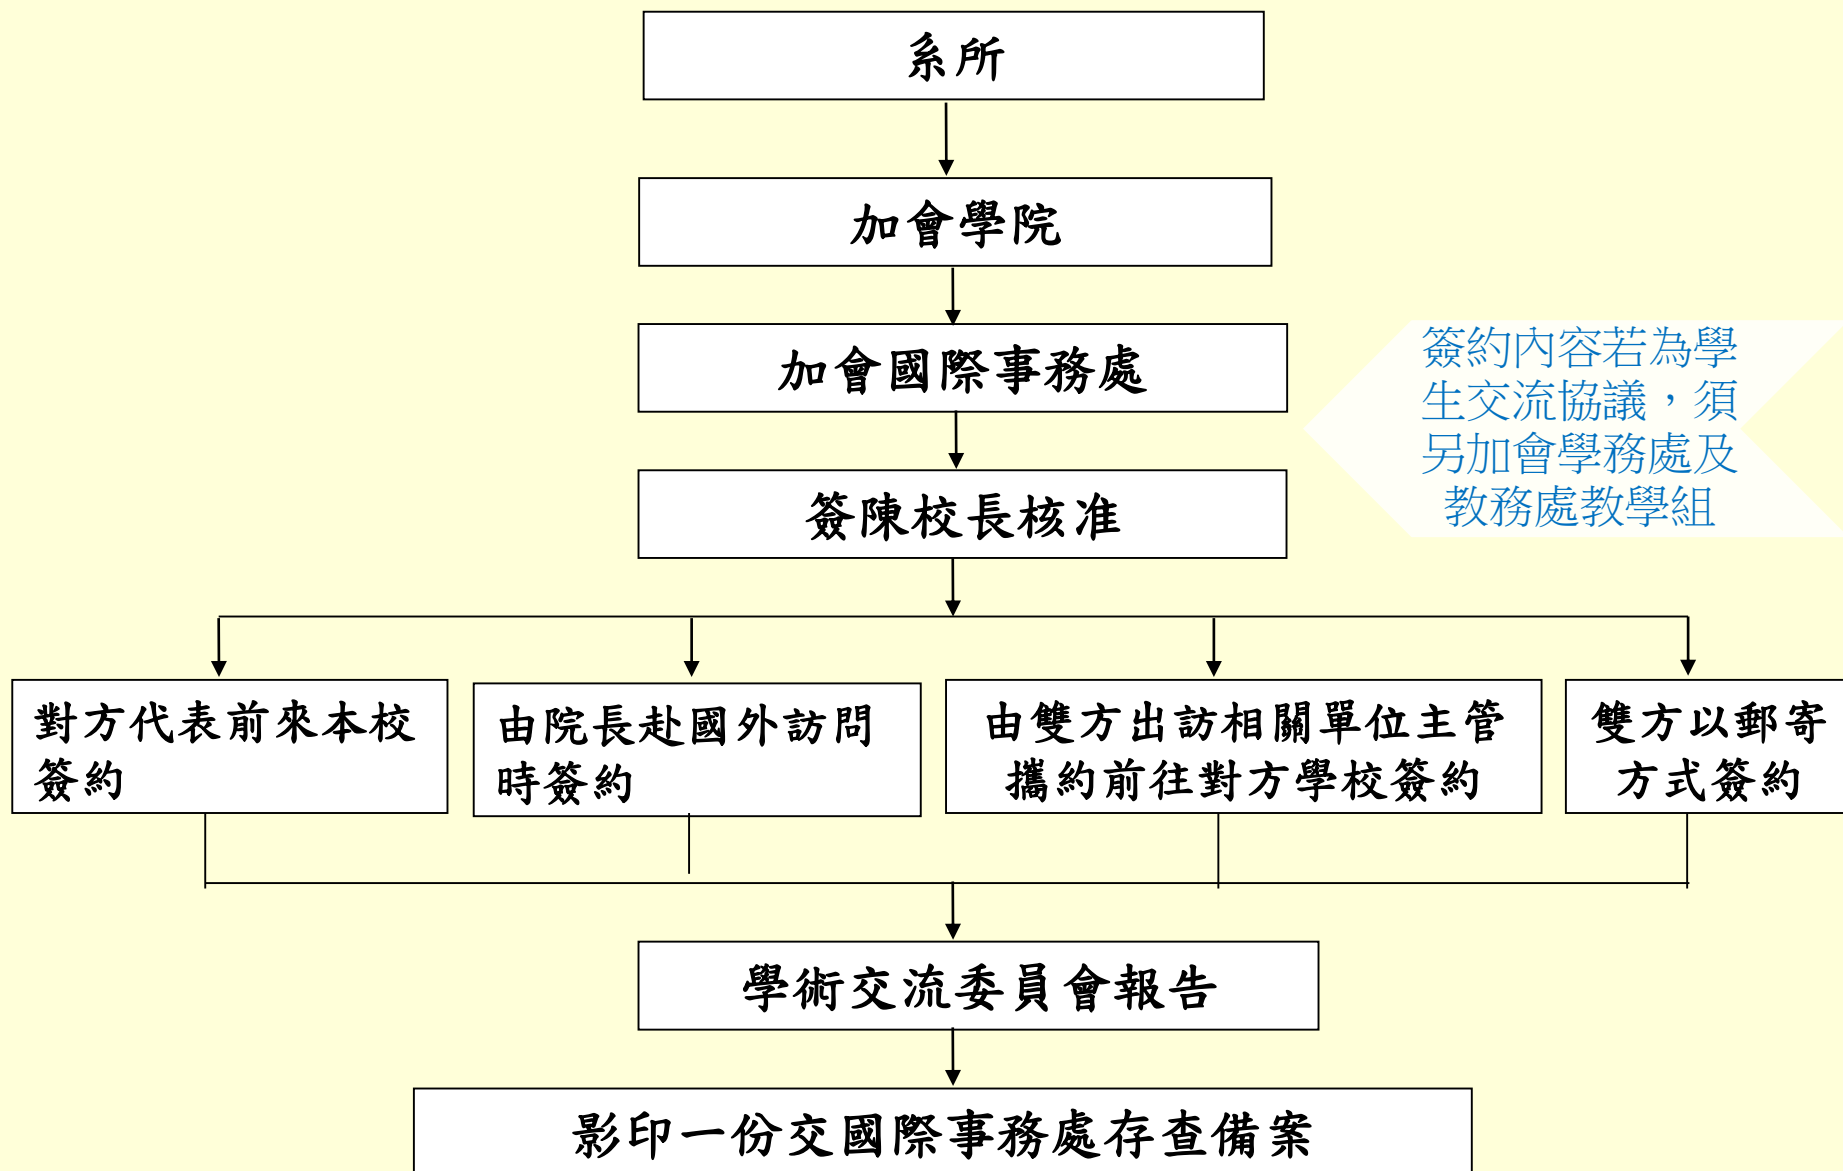 系所
加會學院
加會國際事務處
簽約內容若為學
生交流協議，須
另加會學務處及
教務處教學組
簽陳校長核准
對方代表前來本校
簽約
由院長赴國外訪問
時簽約
由雙方出訪相關單位主管
攜約前往對方學校簽約
雙方以郵寄
方式簽約
學術交流委員會報告
影印一份交國際事務處存查備案